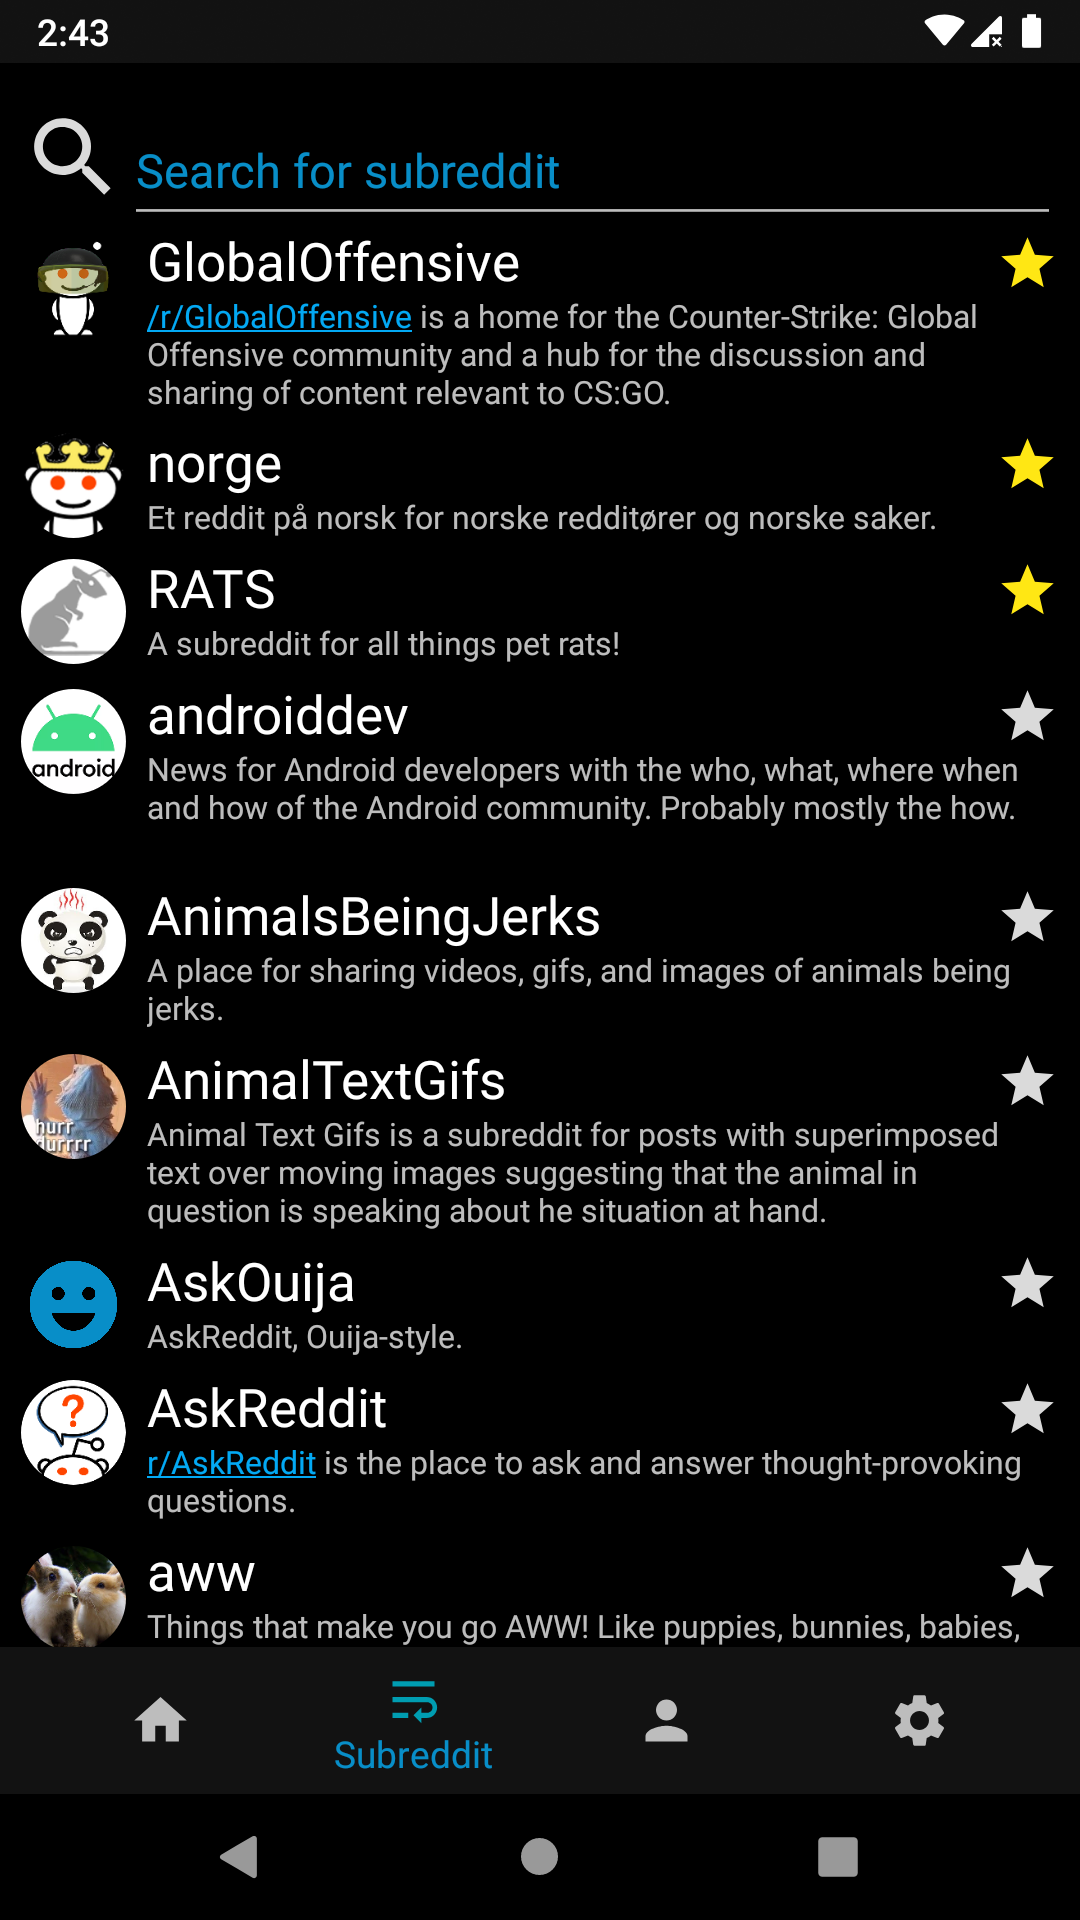 2:43
Search for subreddit
GlobalOffensive
/r/GlobalOffensive is a home for the Counter-Strike: Global
Offensive community and a hub for the discussion and
sharing of content relevant to CS:GO.
norge
Et reddit på norsk for norske redditører og norske saker.
RATS
A subreddit for all things pet rats!
androiddev
android
News for Android developers with the who, what, where when
and how of the Android community. Probably mostly the how.
AnimalsBeingJerks
A place for sharing videos, gifs, and images of animals being
jerks.
AnimalTextGifs
hurr
durrrr
Animal Text Gifs is a subreddit for posts with superimposed
text over moving images suggesting that the animal in
question is speaking about he situation at hand.
AskOuija
AskReddit, Ouija-style.
AskReddit
?
r/AskReddit is the place to ask and answer thought-provoking
questions.
aww
Things that make you go AWW! Like puppies, bunnies, babies,
Subreddit